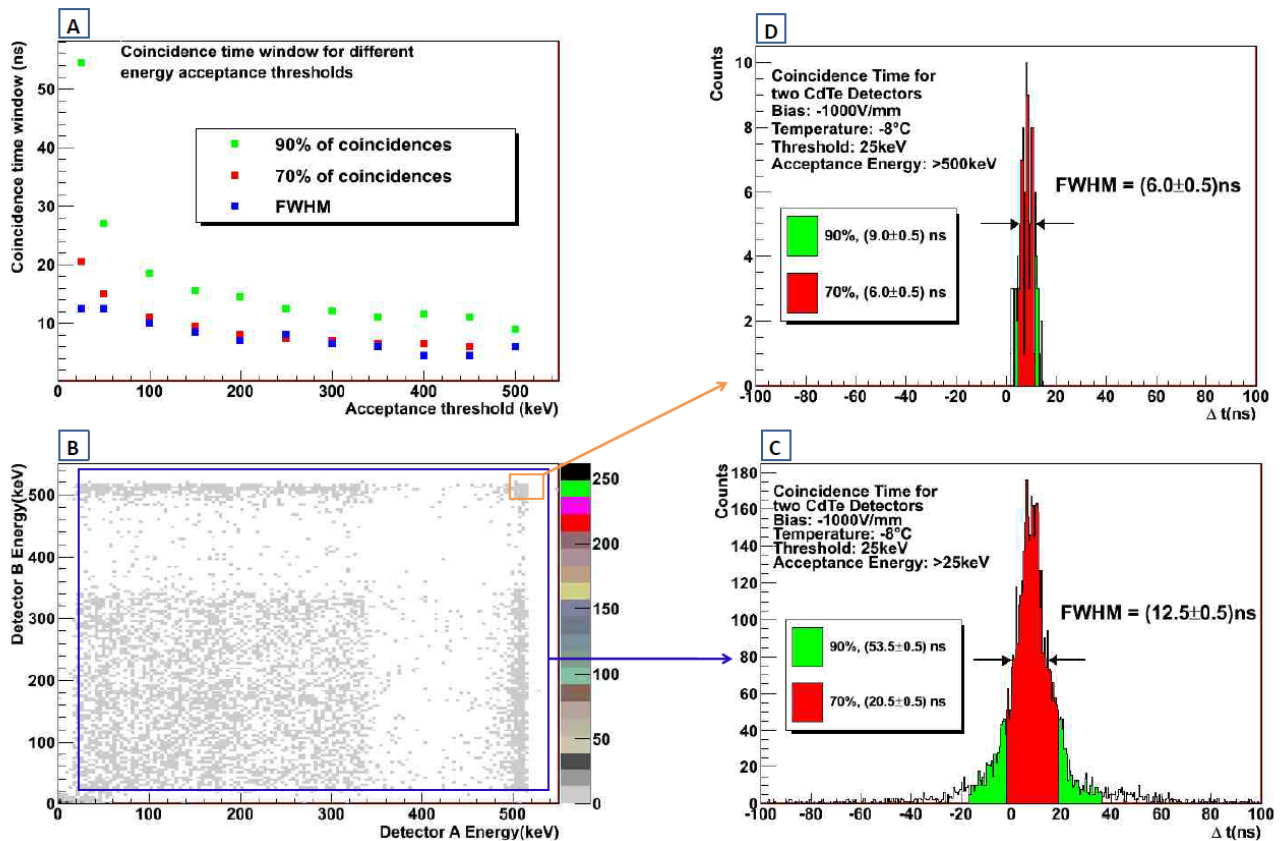 A
Coincidence time window for different
energy acceptance thresholds
90% of coincidences
70% of coincidences
FWHM
Coincidence time window (ns)
50
40
30
20
10
0 100 200 300 400 500
Acceptance threshold (keV)
D
Coincidence Time for
two CdTe Detectors
Bias: -1000V/mm
Temperature: -8°C
Threshold: 25keV
Acceptance Energy: >500keV
FWHM = (6.0±0.5)ns
90%, (9.0±0.5) ns
70%, (6.0±0.5) ns
Counts
10
8
6
4
2
0
-100 -80 -60 -40 -20 0 20 40 60 80 100
Δ t(ns)
B
Detector B Energy(keV)
500
400
300
200
100
0
0 100 200 300 400 500
Detector A Energy(keV)
250
200
150
100
50
0
C
Coincidence Time for
two CdTe Detectors
Bias: -1000V/mm
Temperature: -8°C
Threshold: 25keV
Acceptance Energy: >25keV
FWHM = (12.5±0.5)ns
90%, (53.5±0.5) ns
70%, (20.5±0.5) ns
Counts
180
160
140
120
100
80
60
40
20
0
-100 -80 -60 -40 -20 0 20 40 60 80 100
Δ t(ns)